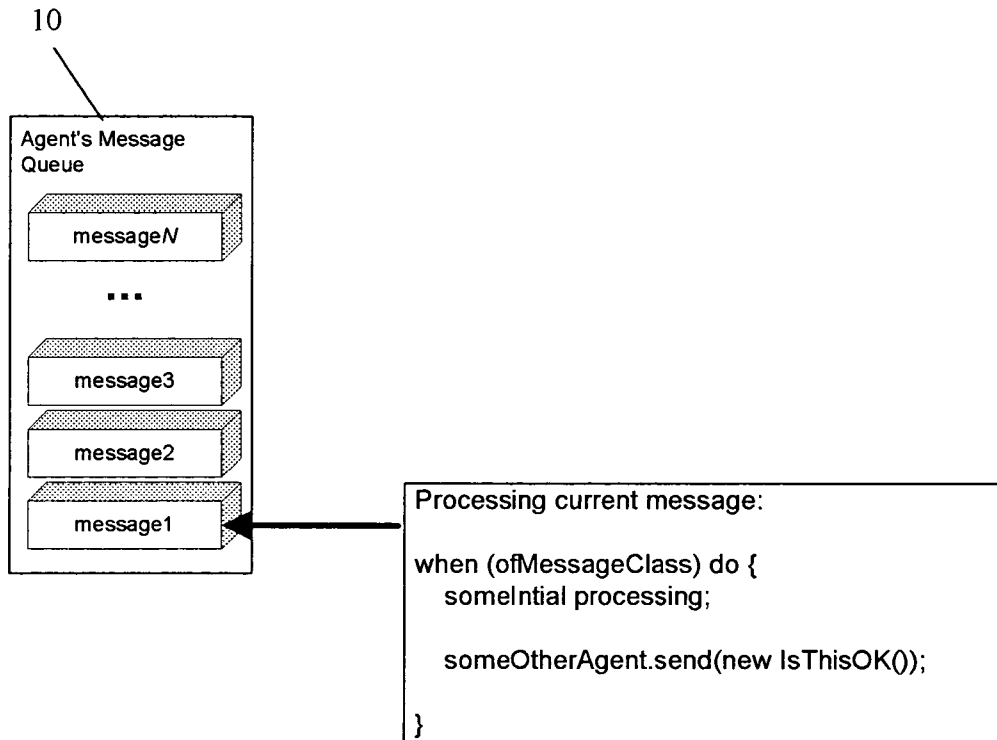 10
Agent's Message
Queue
messageN
...
message3
message2
message1
Processing current message:
when (ofMessageClass) do {
someIntial processing;
someOtherAgent.send(new IsThisOK());
}